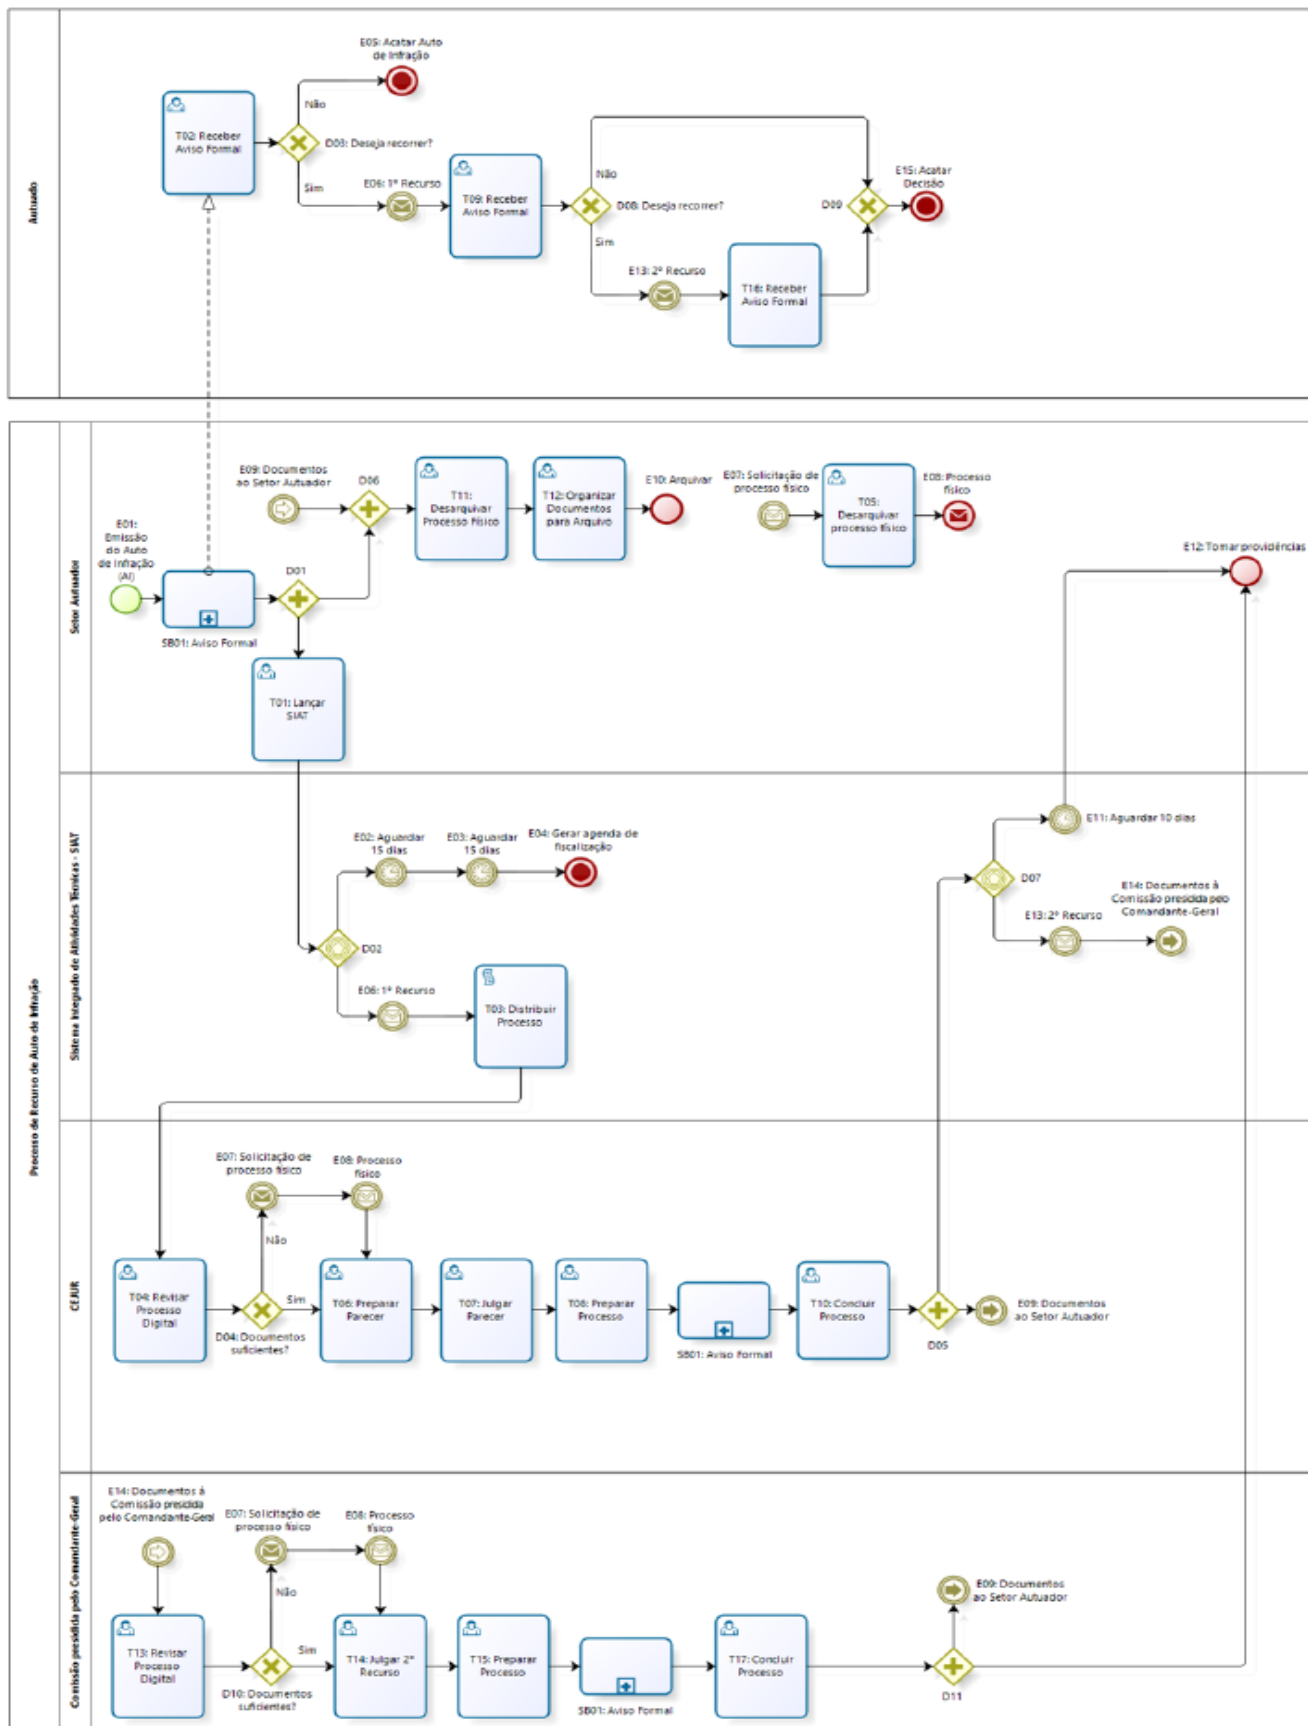 Autuado
E05: Acatar Auto
de Infração
Não
T02: Receber
Aviso Formal
D03: Deseja recorrer?
Sim
E06: 1º Recurso
T09: Receber
Aviso Formal
Não
D08: Deseja recorrer?
Sim
E13: 2º Recurso
T16: Receber
Aviso Formal
D09
E15: Acatar
Decisão
Processo de Recurso de Auto de Infração
Setor Autuador
E01:
Emissão
do Auto
de Infração
(AI)
SB01: Aviso Formal
E09: Documentos
ao Setor Autuador
D06
D01
T11:
Desarquivar
Processo Físico
T12: Organizar
Documentos
para Arquivo
E10: Arquivar
E07: Solicitação de
processo físico
T05:
Desarquivar
processo físico
E08: Processo
físico
E12: Tomar providências
T01: Lançar
SIAT
Sistema Integrado de Atividades Técnicas - SIAT
E02: Aguardar
15 dias
E03: Aguardar
15 dias
E04: Gerar agenda de
fiscalização
D02
E06: 1º Recurso
T03: Distribuir
Processo
E11: Aguardar 10 dias
D07
E13: 2º Recurso
E14: Documentos à
Comissão presidida pelo
Comandante-Geral
CEJUR
E07: Solicitação de
processo físico
E08: Processo
físico
Não
T04: Revisar
Processo
Digital
Sim
D04: Documentos
suficientes?
T06: Preparar
Parecer
T07: Julgar
Parecer
T08: Preparar
Processo
SB01: Aviso Formal
T10: Concluir
Processo
D05
E09: Documentos
ao Setor Autuador
Comissão presidida pelo Comandante-Geral
E14: Documentos à
Comissão presidida
pelo Comandante-Geral
E07: Solicitação de
processo físico
E08: Processo
físico
Não
T13: Revisar
Processo
Digital
Sim
D10: Documentos
suficientes?
T14: Julgar 2º
Recurso
T15: Preparar
Processo
SB01: Aviso Formal
T17: Concluir
Processo
E09: Documentos
ao Setor Autuador
D11